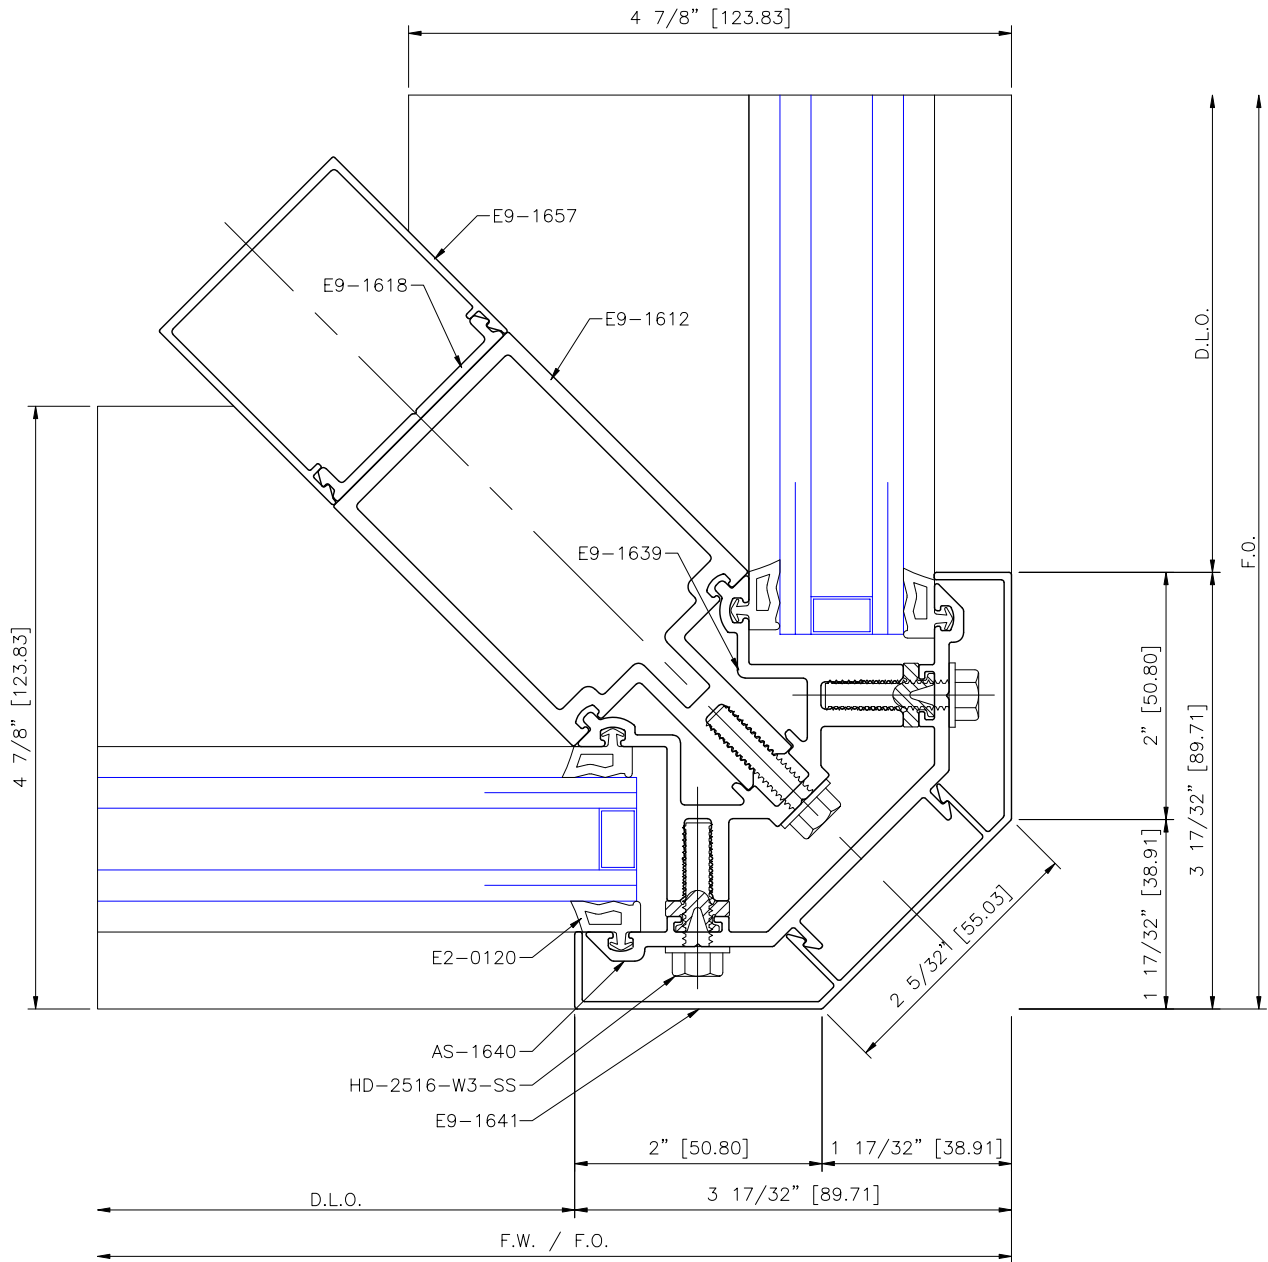 4 7/8” [123.83]
E9-1657
E9-1618
E9-1612
D.L.O.
F.O.
E9-1639
4 7/8” [123.83]
2” [50.80]
3 17/32” [89.71]
1 17/32” [38.91]
2 5/32” [55.03]
E2-0120
AS-1640
HD-2516-W3-SS
E9-1641
2” [50.80]
1 17/32” [38.91]
D.L.O.
3 17/32” [89.71]
F.W. / F.O.